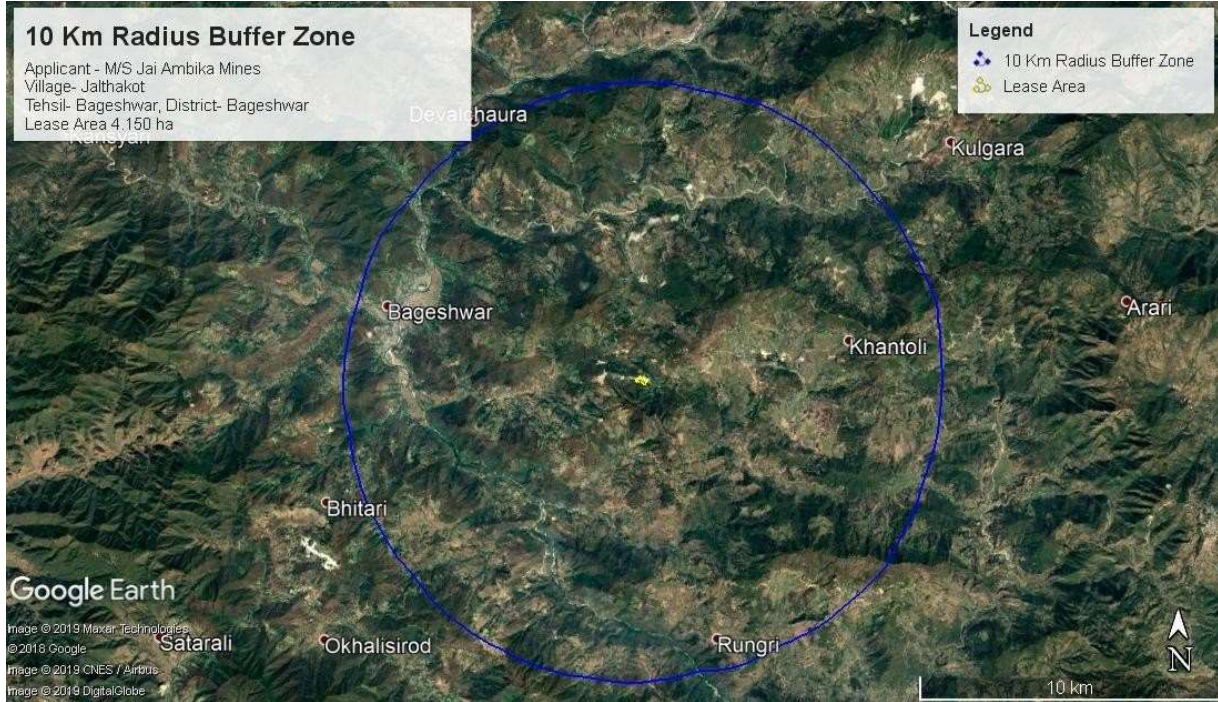 10 Km Radius Buffer Zone
Applicant - M/S Jai Ambika Mines
Village- Jalthakot
Tehsil- Bageshwar, District- Bageshwar
Lease Area 4.150 ha
Legend
10 Km Radius Buffer Zone
Lease Area
Devalchaura
Kansyari
Kulgara
Arari
Bageshwar
Khantoli
Bhitari
Google Earth
Image © 2019 Maxar Technologies
© 2018 Google
Image © 2019 CNES / Airbus
Image © 2019 DigitalGlobe
Satarali
Okhalisirod
Rungri
N
10 km